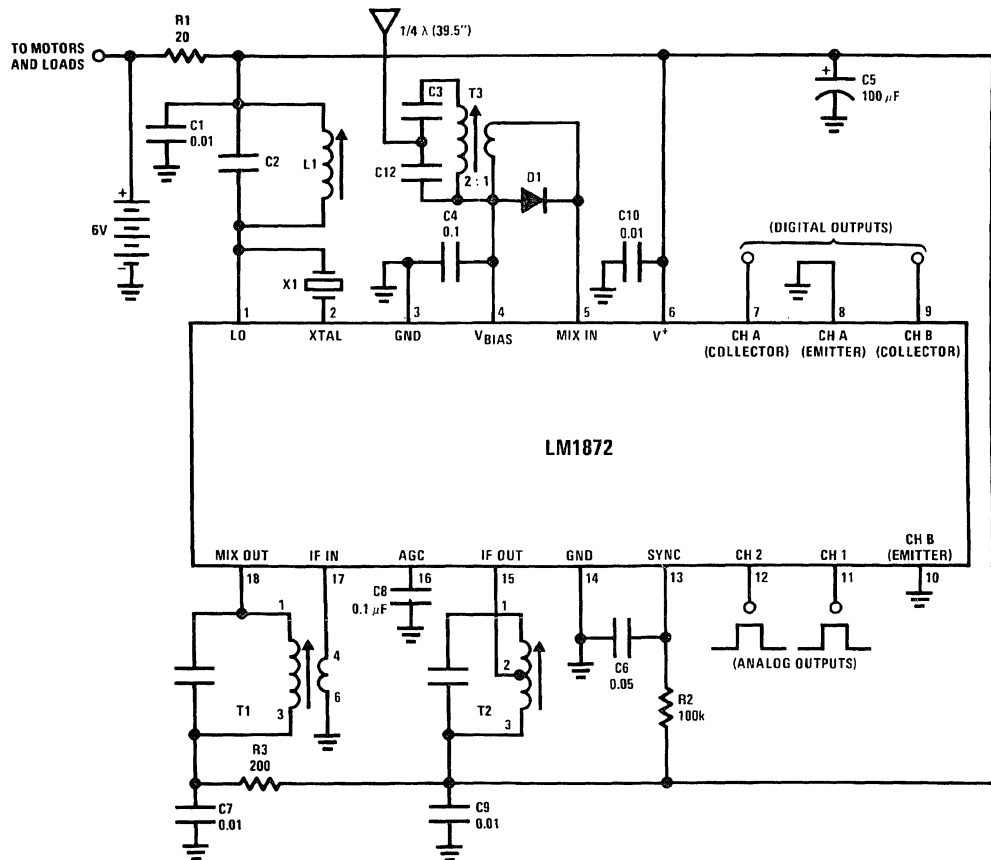 R1
20
TO MOTORS
AND LOADS
1/4 λ (39.5")
+
C5
100 μF
C3
T3
C1
0.01
C2
L1
C12
2 : 1
D1
C4
0.1
C10
0.01
(DIGITAL OUTPUTS)
+
6V
−
X1
1
2
3
4
5
6
7
8
9
LO
XTAL
GND
VBIAS
MIX IN
V+
CH A
(COLLECTOR)
CH A
(EMITTER)
CH B
(COLLECTOR)
LM1872
MIX OUT
IF IN
AGC
IF OUT
GND
SYNC
CH 2
CH 1
CH B
(EMITTER)
18
17
16
15
14
13
12
11
10
C8
0.1 μF
1
4
6
3
T1
1
2
3
T2
C6
0.05
R2
100k
(ANALOG OUTPUTS)
R3
200
C7
0.01
C9
0.01